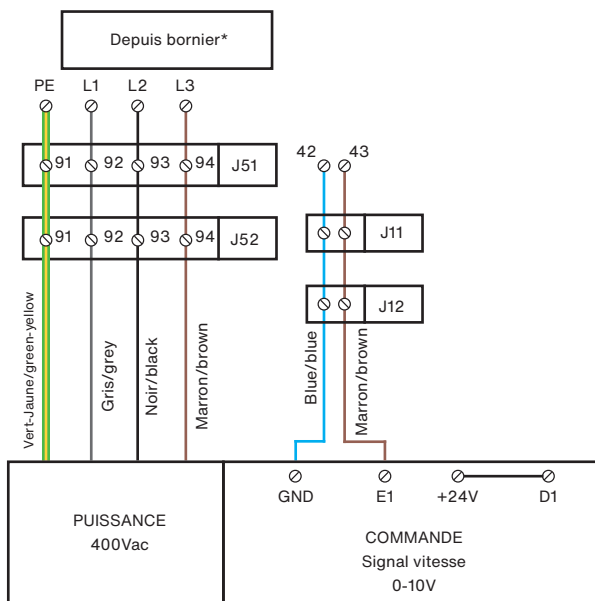 Depuis bornier*
PE L1 L2 L3
91 92 93 94 J51
42 43
91 92 93 94 J52
J11
J12
Vert-Jaune/green-yellow
Gris/grey
Noir/black
Marron/brown
Blue/blue
Marron/brown
GND E1 +24V D1
PUISSANCE
400Vac
COMMANDE
Signal vitesse
0-10V